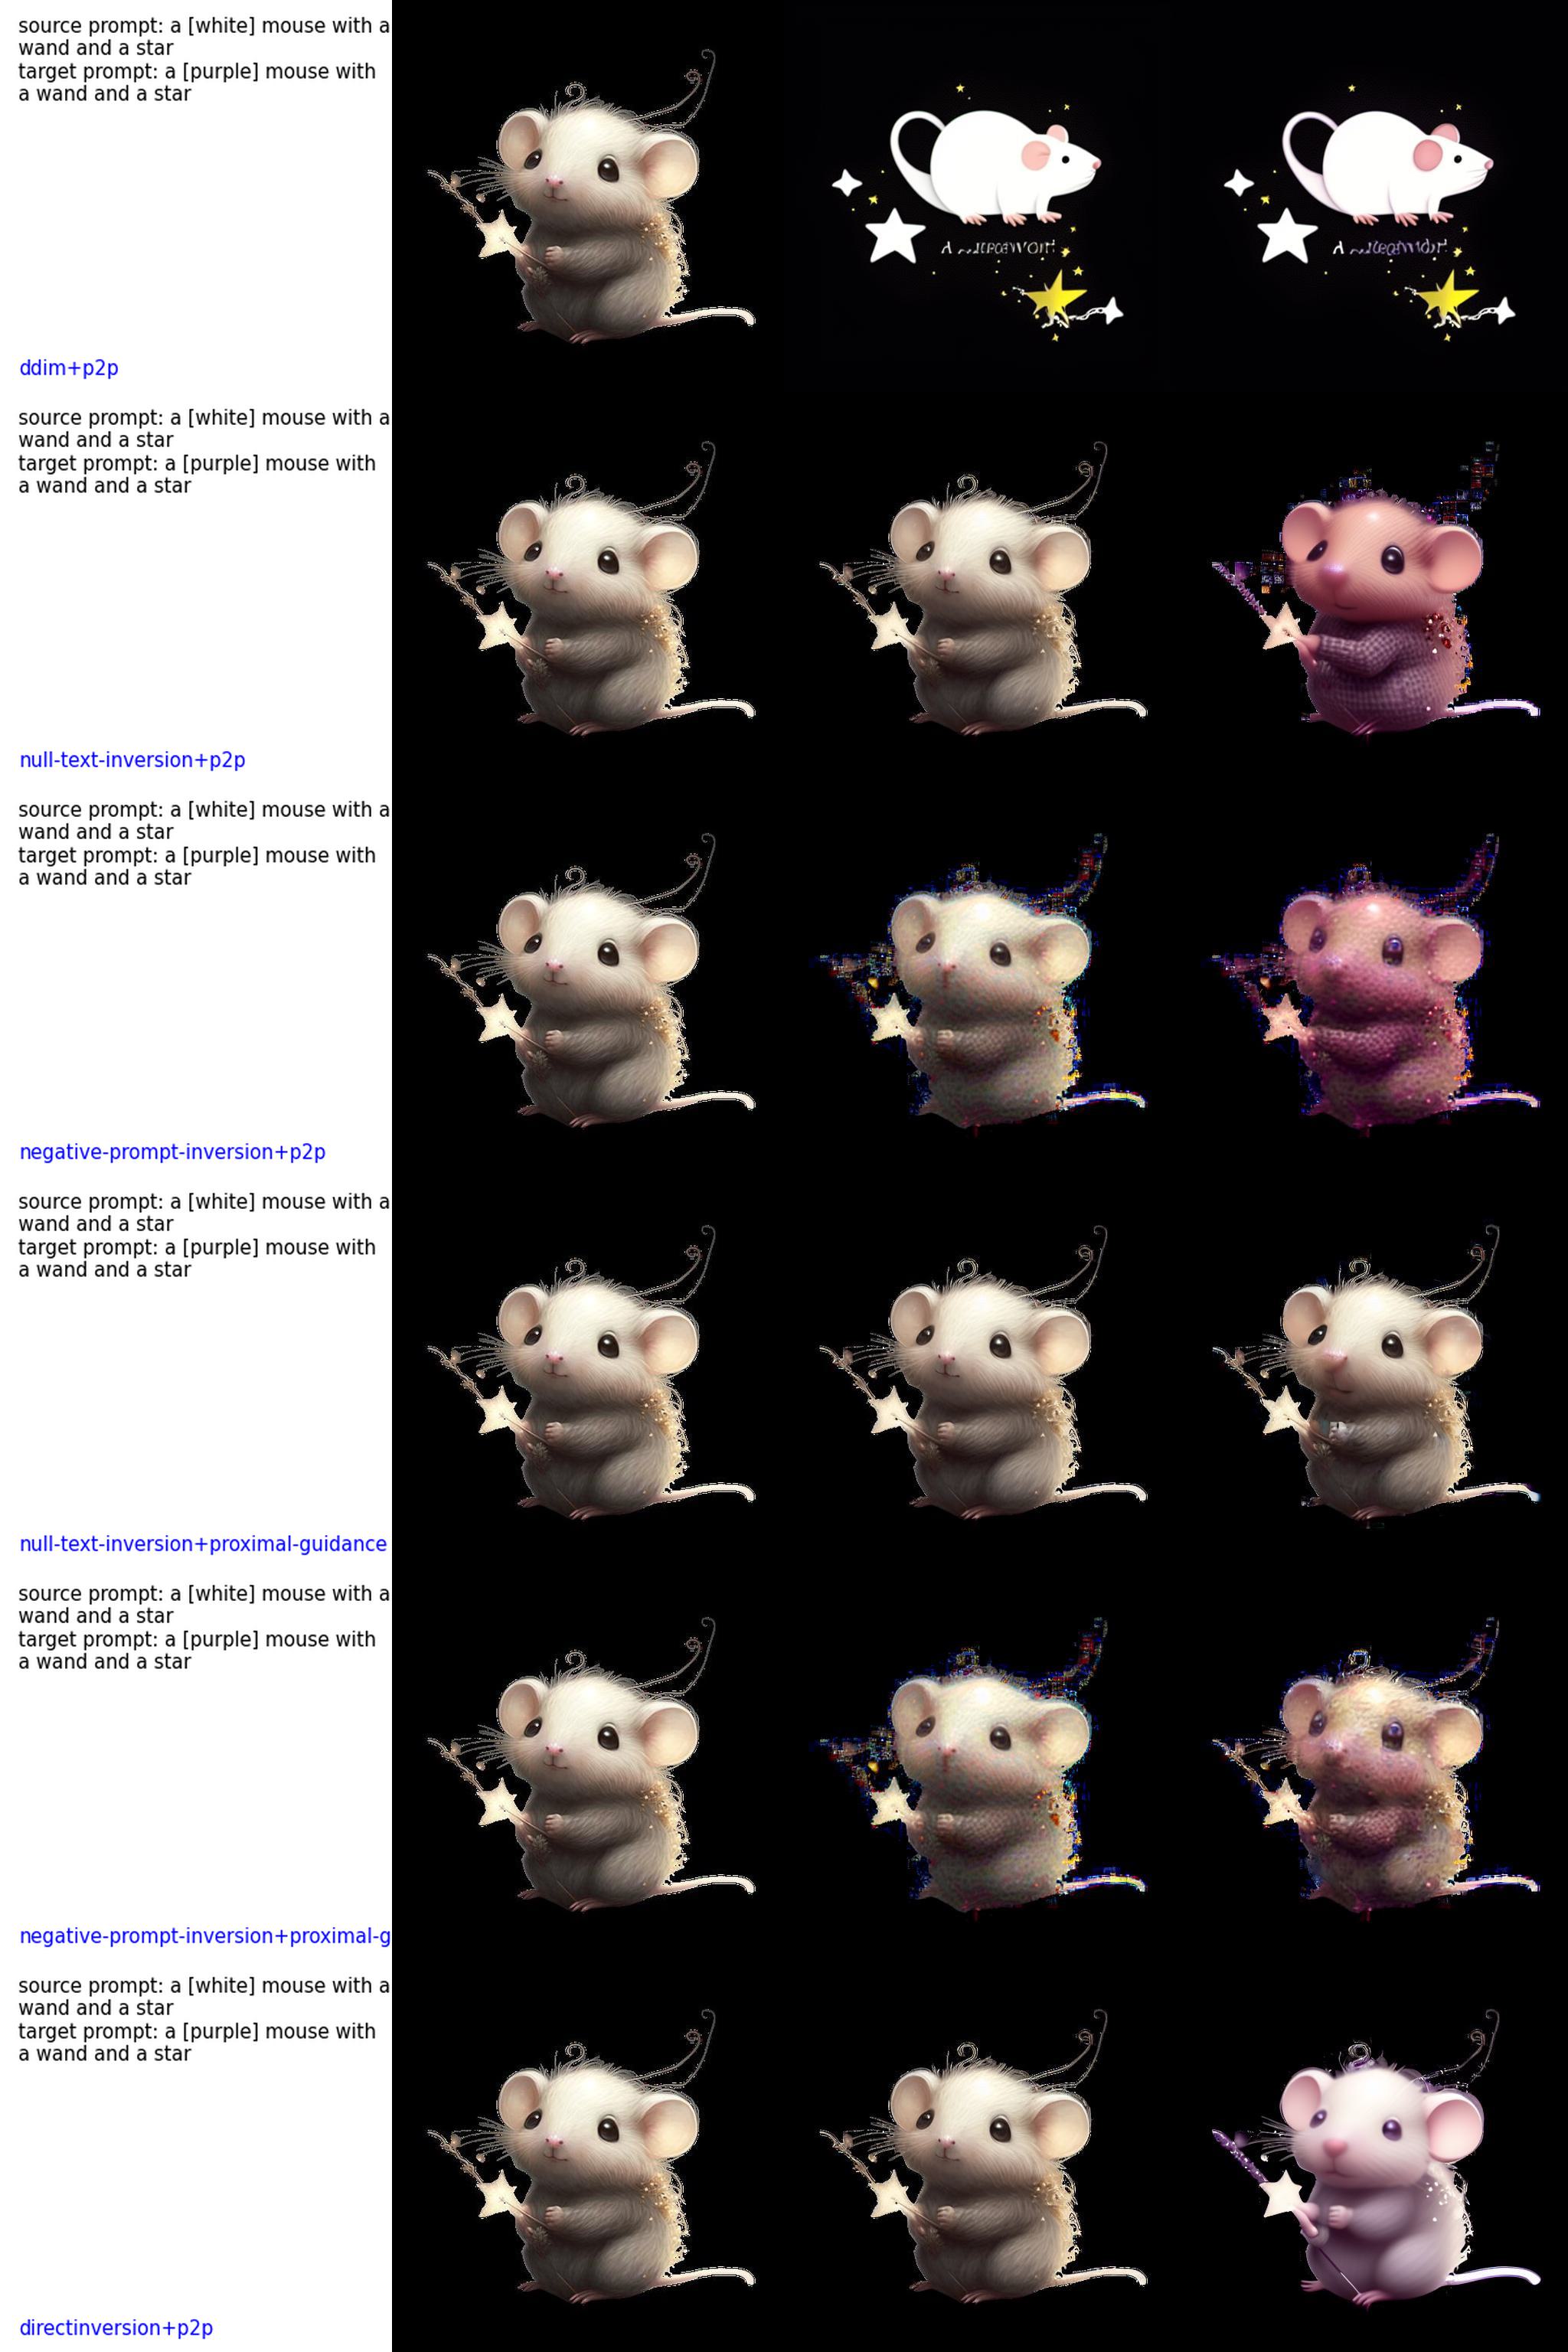 source prompt: a [white] mouse with a
wand and a star
target prompt: a [purple] mouse with
a wand and a star
ddim+p2p
source prompt: a [white] mouse with a
wand and a star
target prompt: a [purple] mouse with
a wand and a star
null-text-inversion+p2p
source prompt: a [white] mouse with a
wand and a star
target prompt: a [purple] mouse with
a wand and a star
negative-prompt-inversion+p2p
source prompt: a [white] mouse with a
wand and a star
target prompt: a [purple] mouse with
a wand and a star
null-text-inversion+proximal-guidance
source prompt: a [white] mouse with a
wand and a star
target prompt: a [purple] mouse with
a wand and a star
negative-prompt-inversion+proximal-g
source prompt: a [white] mouse with a
wand and a star
target prompt: a [purple] mouse with
a wand and a star
directinversion+p2p